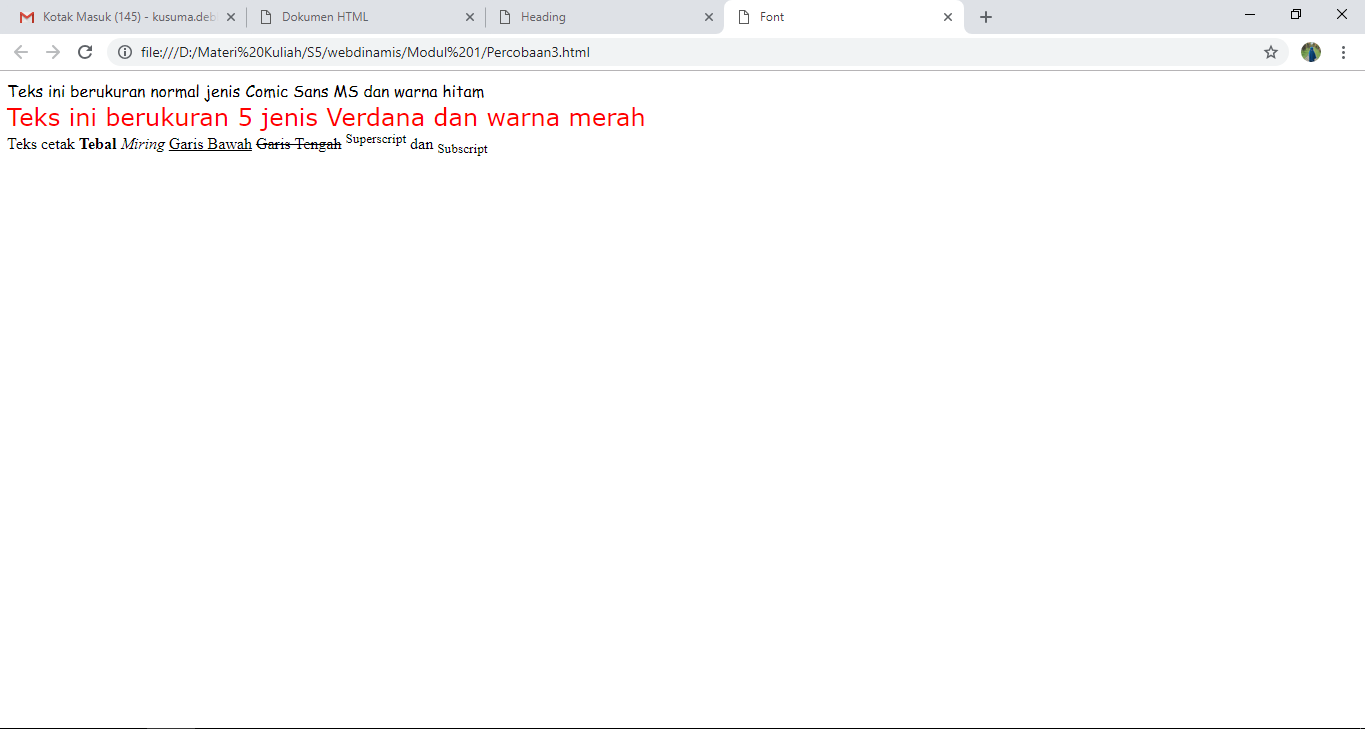 Kotak Masuk (145) - kusuma.deb
Dokumen HTML
Heading
Font
file:///D:/Materi%20Kuliah/S5/webdinamis/Modul%201/Percobaan3.html
Teks ini berukuran normal jenis Comic Sans MS dan warna hitam
Teks ini berukuran 5 jenis Verdana dan warna merah
Teks cetak Tebal Miring Garis Bawah Garis Tengah Superscript dan Subscript